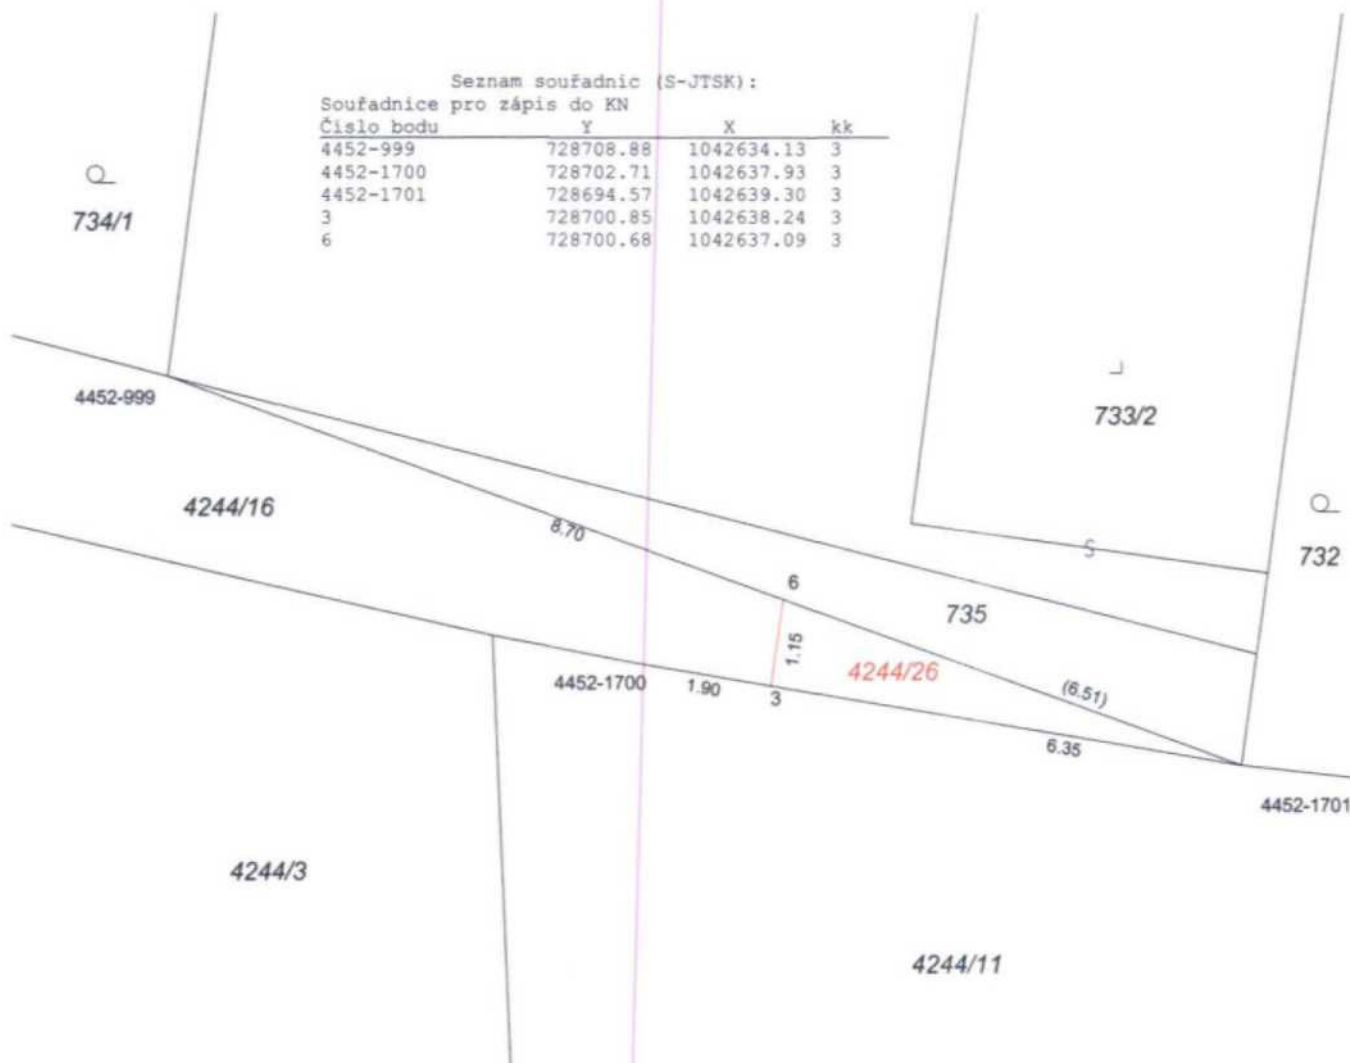 Seznam souřadnic (S-JTSK):
Souřadnice pro zápis do KN
Číslo bodu Y X kk
4452-999 728708.88 1042634.13 3
4452-1700 728702.71 1042637.93 3
4452-1701 728694.57 1042639.30 3
3 728700.85 1042638.24 3
6 728700.68 1042637.09 3
734/1
4452-999
733/2
4244/16
8.70
732
6
735
1.15
4244/26
4452-1700
1.90
3
(6.51)
6.35
4452-1701
4244/3
4244/11